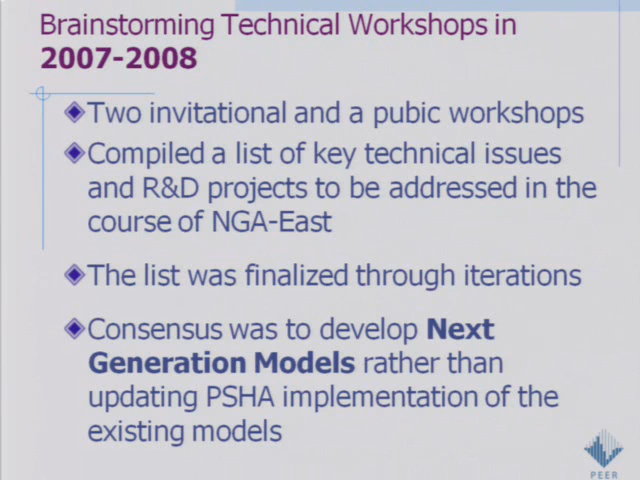 Brainstorming Technical Workshops in
2007-2008
Two invitational and a pubic workshops
Compiled a list of key technical issues
and R&D projects to be addressed in the
course of NGA-East
The list was finalized through iterations
Consensus was to develop Next
Generation Models rather than
updating PSHA implementation of the
existing models
PEER